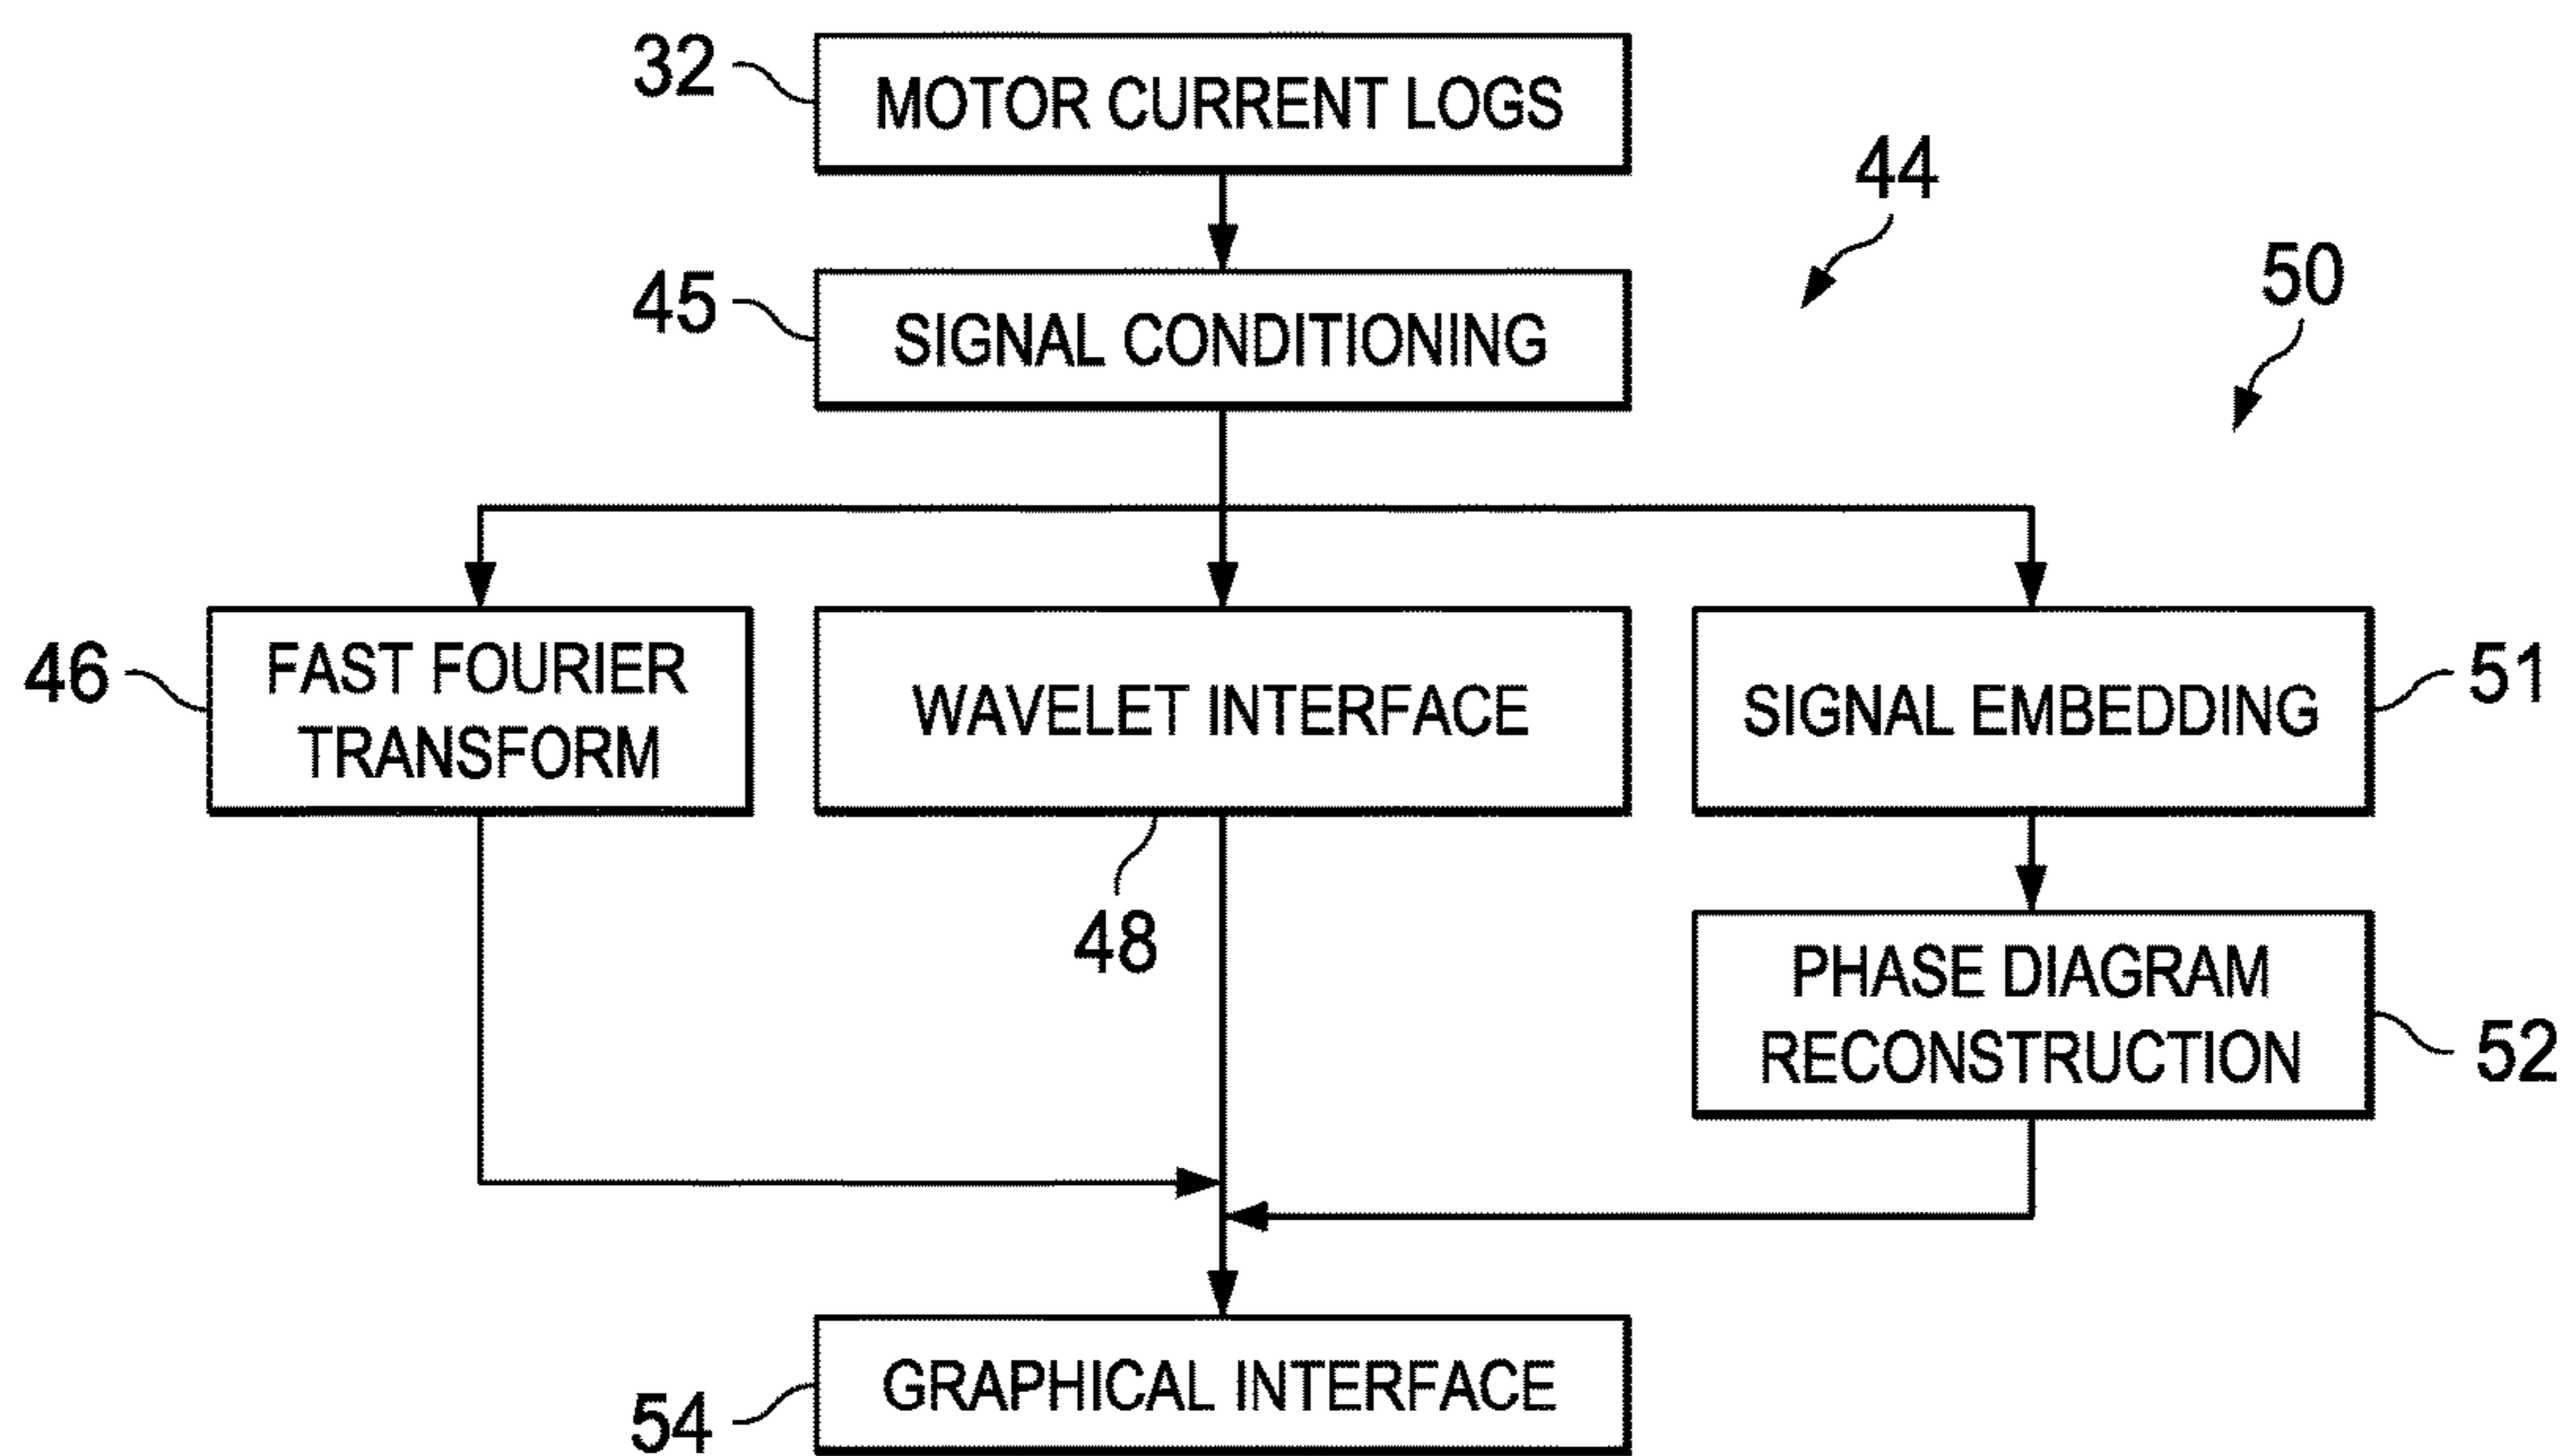 32
MOTOR CURRENT LOGS
44
45
SIGNAL CONDITIONING
50
46
FAST FOURIER
TRANSFORM
WAVELET INTERFACE
48
SIGNAL EMBEDDING
51
PHASE DIAGRAM
RECONSTRUCTION
52
54
GRAPHICAL INTERFACE